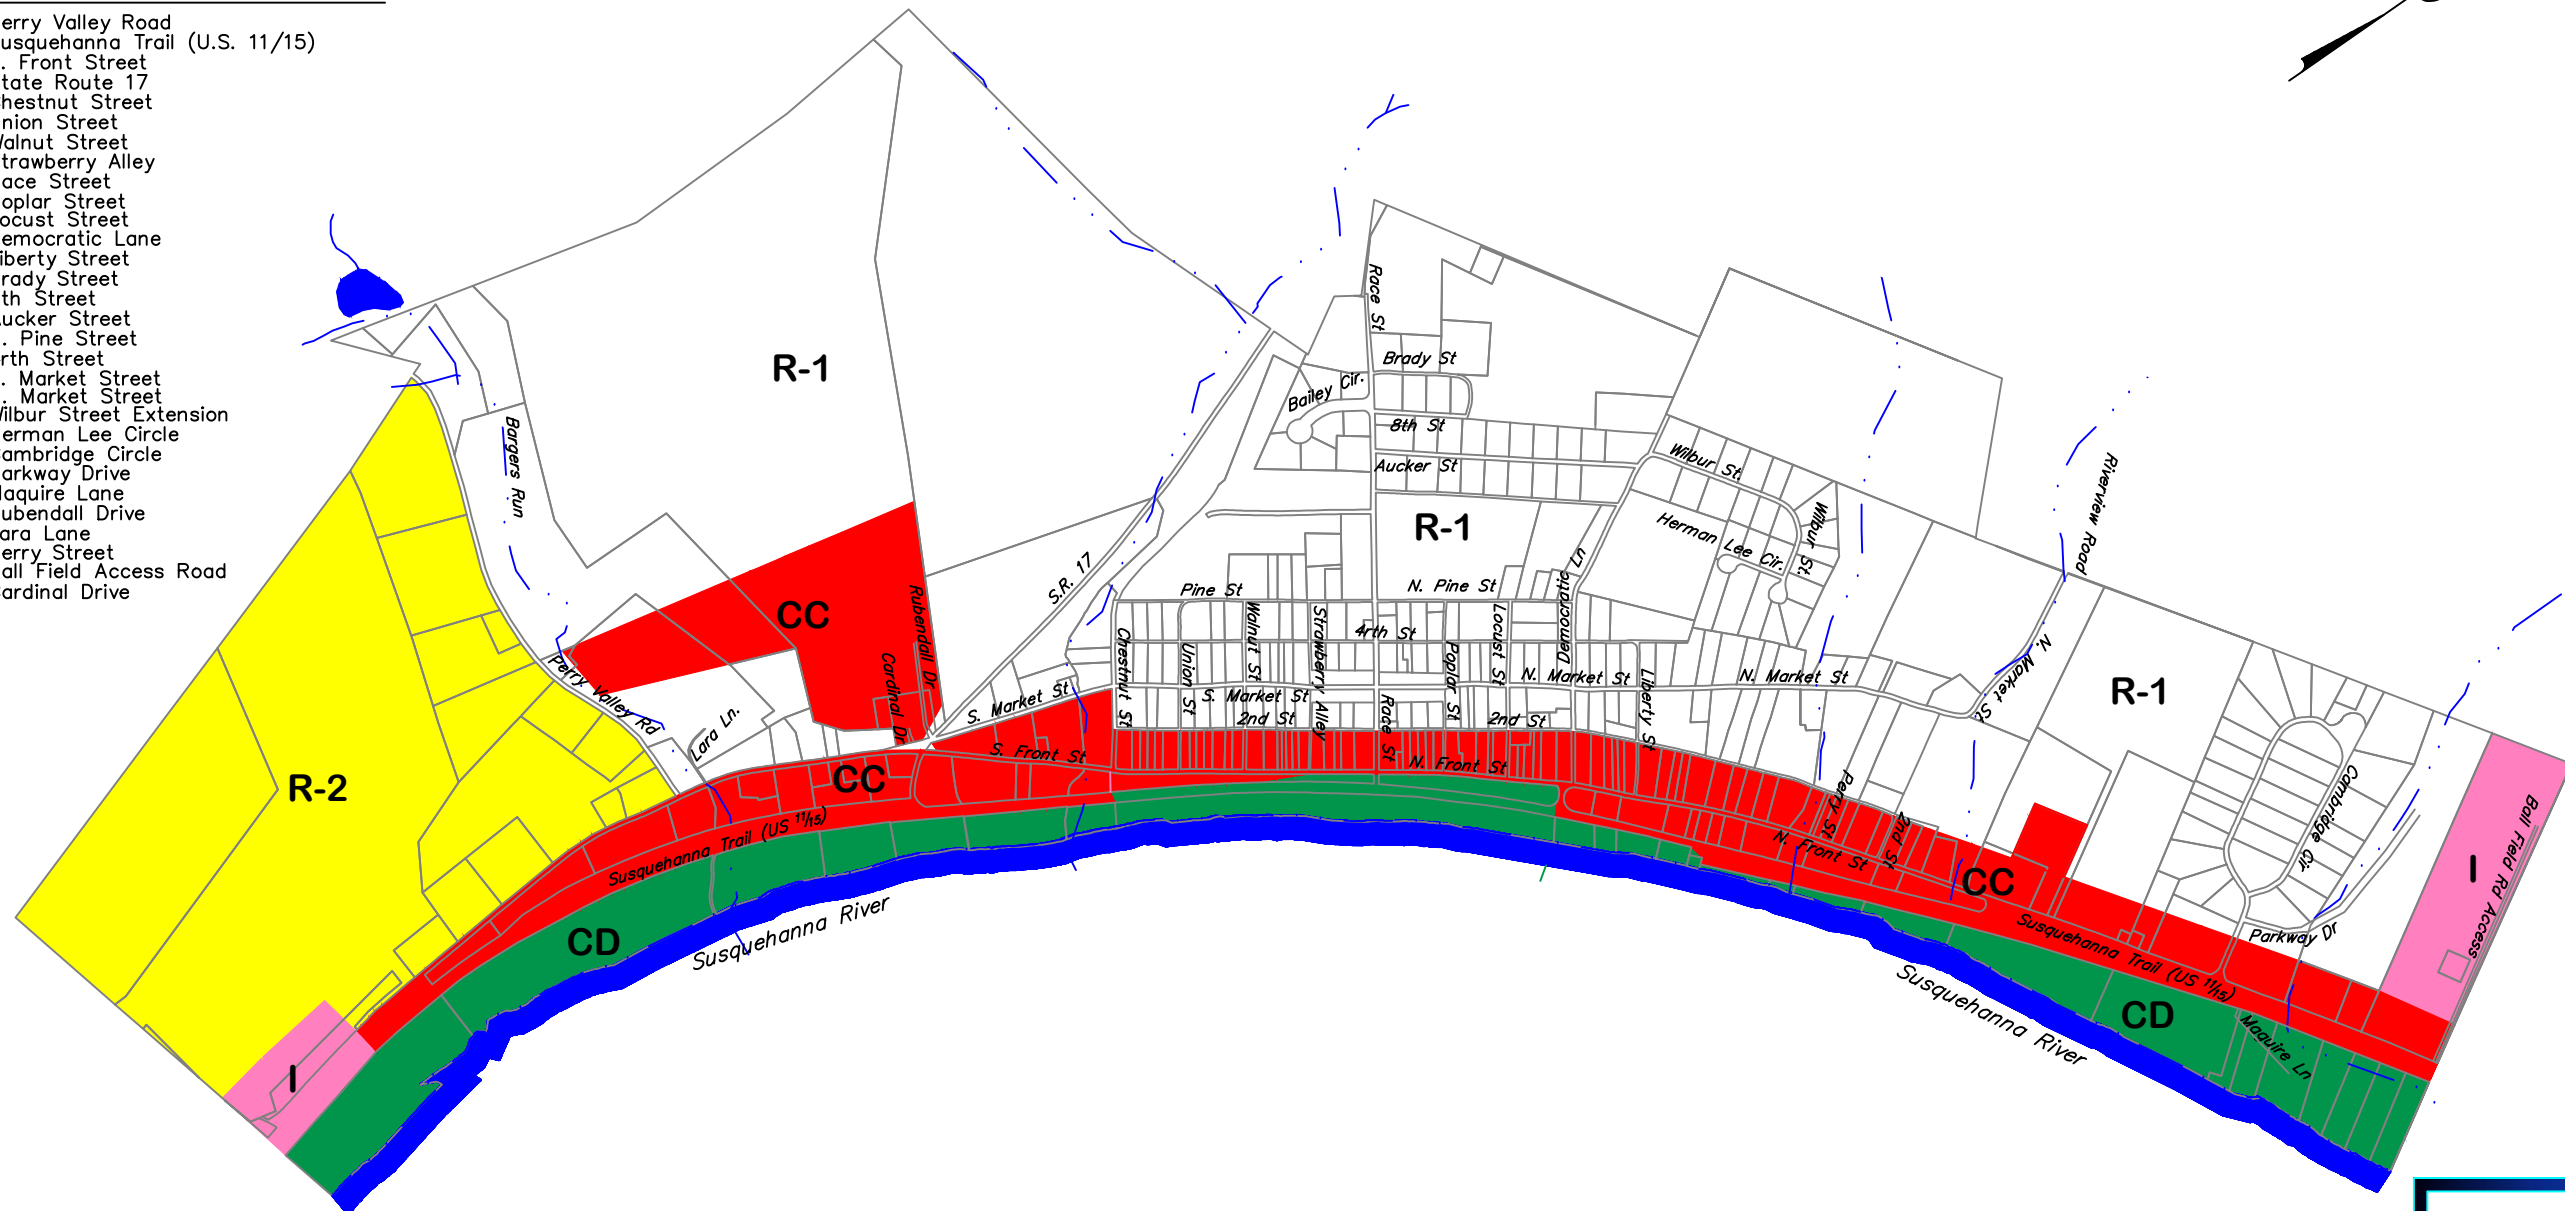 erry Valley Road
usquehanna Trail (U.S. 11/15)
. Front Street
tate Route 17
hestnut Street
nion Street
alnut Street
trawberry Alley
ace Street
oplar Street
ocust Street
emocratic Lane
iberty Street
rady Street
th Street
ucker Street
. Pine Street
rth Street
. Market Street
. Market Street
ilbur Street Extension
erman Lee Circle
ambridge Circle
arkway Drive
aquire Lane
ubendall Drive
ara Lane
erry Street
all Field Access Road
ardinal Drive
R-1
Race St
Brady St
Bailey Cir.
8th St
Aucker St
Wilbur St.
Bargers Run
Riverview Road
R-1
Herman Lee Cir.
Wilbur St.
S.R. 17
Pine St
N. Pine St
Democratic Ln
CC
Rubendall Dr
Cardinal Dr
Chestnut St
Union St
Walnut St
Strawberry Alley
4rth St
Poplar St
Locust St
N. Market St
Liberty St
N. Market St
N. Market St
R-1
Perry Valley Rd
Lara Ln.
S. Market St
S. Market St
2nd St
Race St
2nd St
S. Front St
N. Front St
CC
R-2
Susquehanna Trail (US 11/15)
Perry St
2nd St
N. Front St
CC
Cambridge Cir
I
Ball Field Rd Access
CD
Susquehanna River
Susquehanna Trail (US 11/15)
Parkway Dr
Susquehanna River
CD
Maquire Ln
I